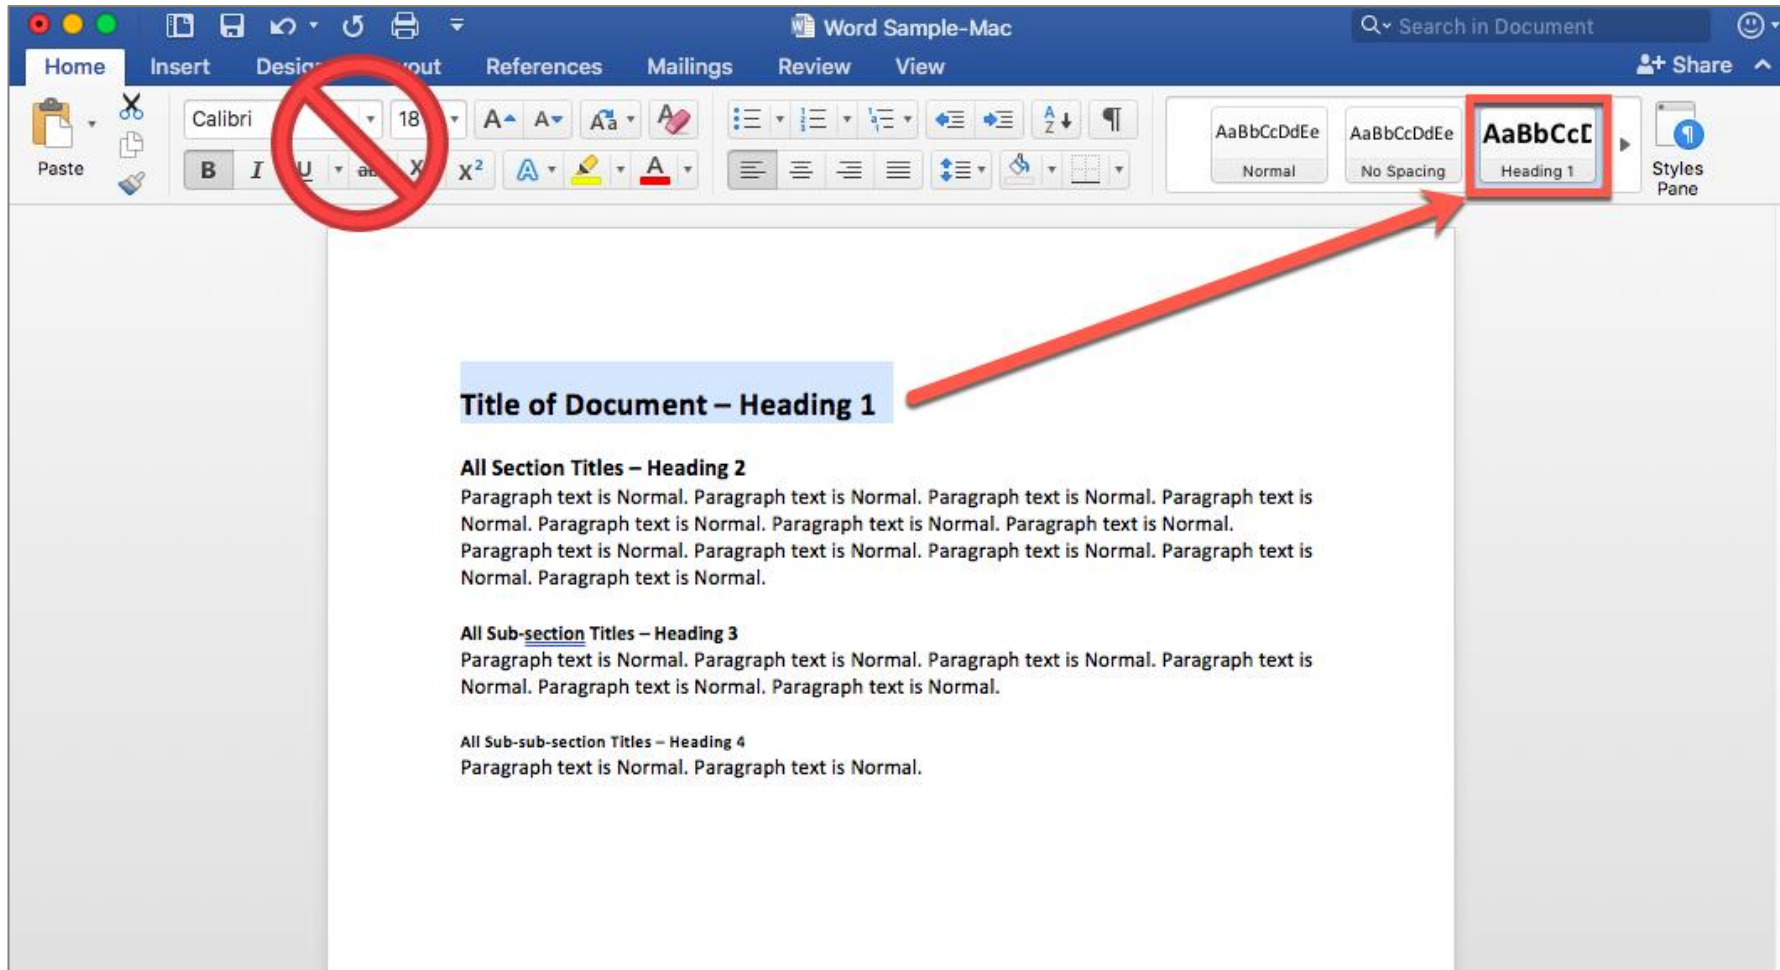 Word Sample-Mac
Search in Document
Home Insert References Mailings Review View Share
Calibri 18
Paste
B I U X²
AaBbCcDdEe AaBbCcDdEe AaBbCcD
Normal No Spacing Heading 1
Styles
Pane
Title of Document – Heading 1
All Section Titles – Heading 2
Paragraph text is Normal. Paragraph text is Normal. Paragraph text is Normal. Paragraph text is
Normal. Paragraph text is Normal. Paragraph text is Normal. Paragraph text is Normal.
Paragraph text is Normal. Paragraph text is Normal. Paragraph text is Normal. Paragraph text is
Normal. Paragraph text is Normal.
All Sub-section Titles – Heading 3
Paragraph text is Normal. Paragraph text is Normal. Paragraph text is Normal. Paragraph text is
Normal. Paragraph text is Normal. Paragraph text is Normal.
All Sub-sub-section Titles – Heading 4
Paragraph text is Normal. Paragraph text is Normal.